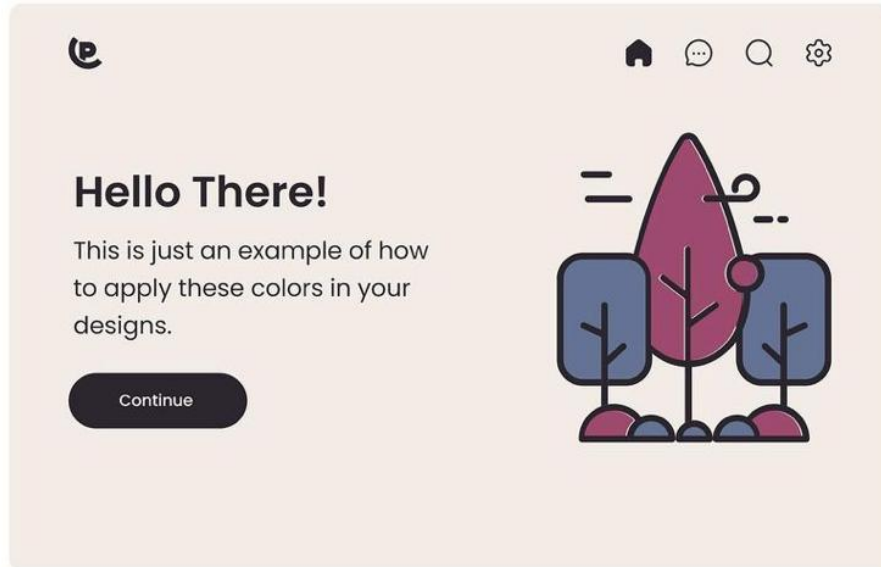 Hello There!
This is just an example of how
to apply these colors in your
designs.
Continue